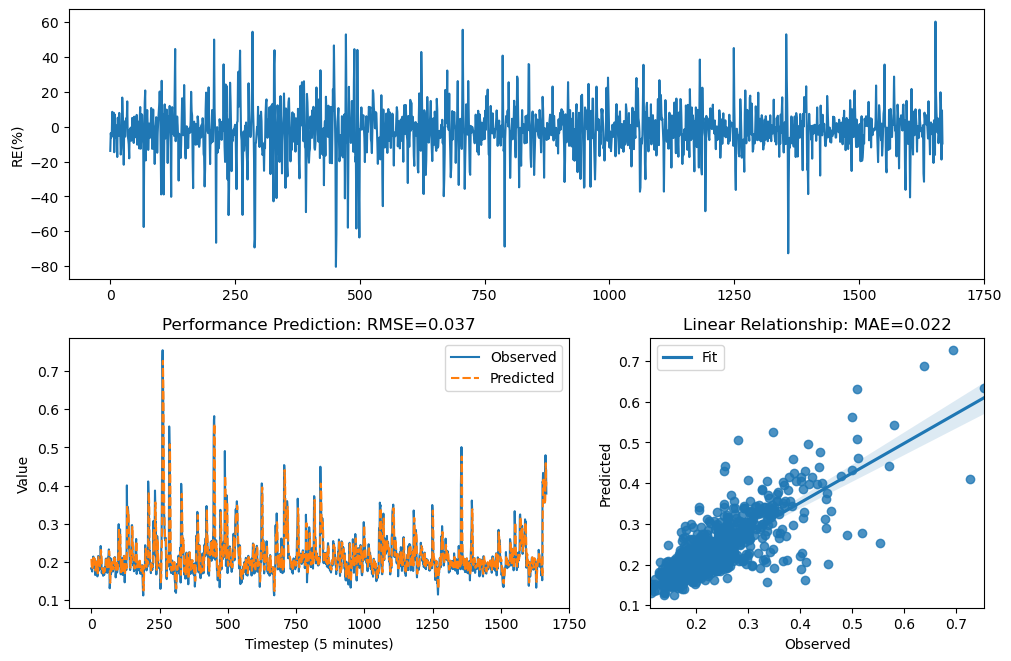 60
40
20
0
−20
−40
−60
−80
RE(%)
0 250 500 750 1000 1250 1500 1750
Performance Prediction: RMSE=0.037
Observed
Predicted
0.7
0.6
0.5
0.4
0.3
0.2
0.1
Value
0 250 500 750 1000 1250 1500 1750
Timestep (5 minutes)
Linear Relationship: MAE=0.022
Fit
0.7
0.6
0.5
0.4
0.3
0.2
0.1
Predicted
0.2 0.3 0.4 0.5 0.6 0.7
Observed